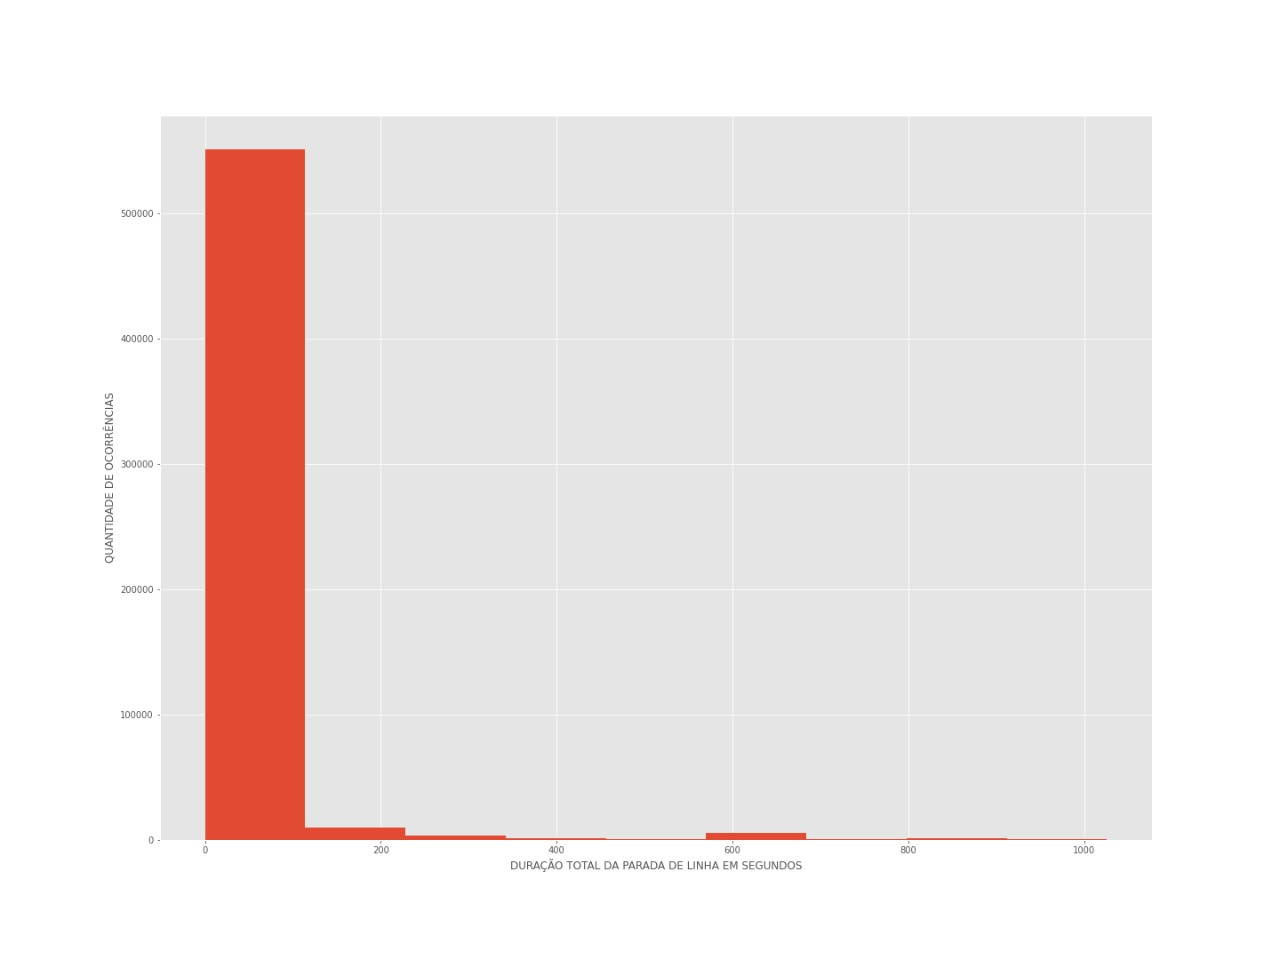 500000
400000
300000
200000
100000
0
QUANTIDADE DE OCORRÊNCIAS
0 200 400 600 800 1000
DURAÇÃO TOTAL DA PARADA DE LINHA EM SEGUNDOS